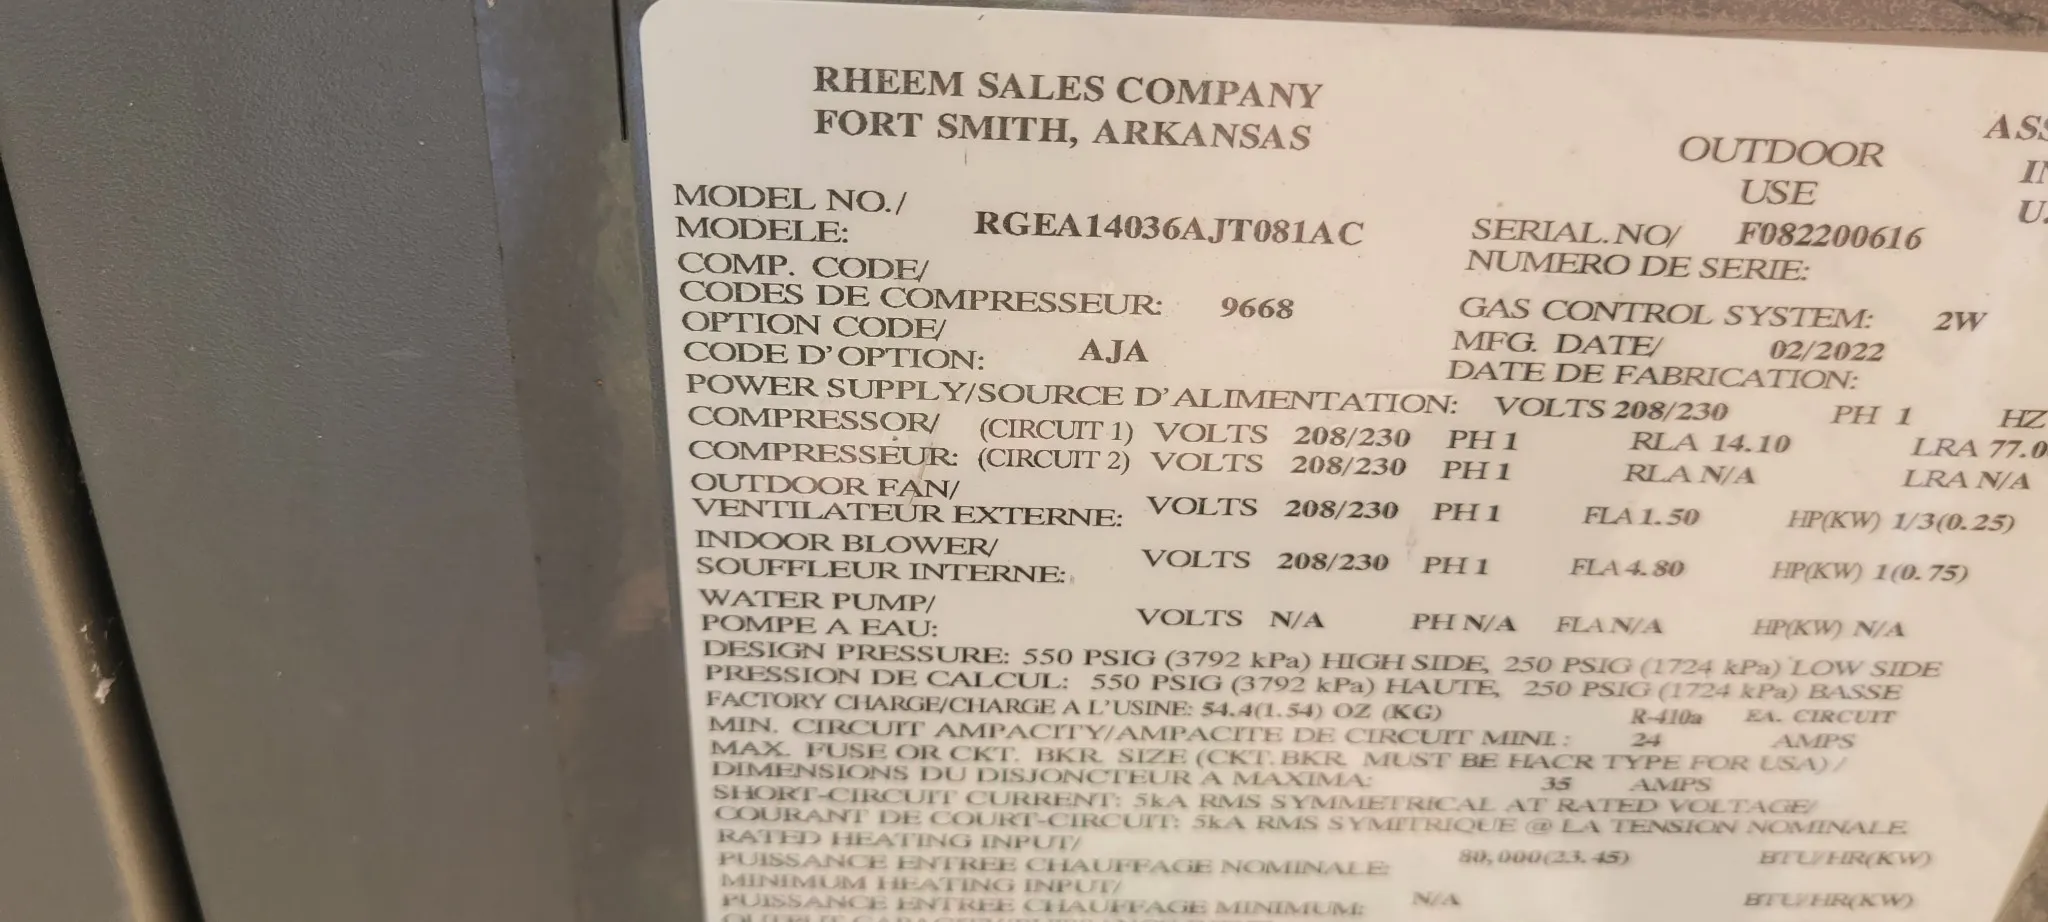 RHEEM SALES COMPANY
FORT SMITH, ARKANSAS
ASS
OUTDOOR
USE
MODEL NO./
MODELE: RGEA14036AJT081AC
SERIAL.NO/ F082200616
NUMERO DE SERIE:
COMP. CODE/
CODES DE COMPRESSEUR: 9668
GAS CONTROL SYSTEM: 2W
OPTION CODE/
CODE D'OPTION: AJA
MFG. DATE/ 02/2022
DATE DE FABRICATION:
POWER SUPPLY/SOURCE D'ALIMENTATION: VOLTS 208/230 PH 1 HZ
COMPRESSOR/ (CIRCUIT 1) VOLTS 208/230 PH 1 RLA 14.10 LRA 77.0
COMPRESSEUR: (CIRCUIT 2) VOLTS 208/230 PH 1 RLA N/A LRA N/A
OUTDOOR FAN/
VENTILATEUR EXTERNE: VOLTS 208/230 PH 1 FLA 1.50 HP(KW) 1/3(0.25)
INDOOR BLOWER/
SOUFFLEUR INTERNE: VOLTS 208/230 PH 1 FLA 4.80 HP(KW) 1(0.75)
WATER PUMP/
POMPE A EAU: VOLTS N/A PH N/A FLA N/A HP(KW) N/A
DESIGN PRESSURE: 550 PSIG (3792 kPa) HIGH SIDE, 250 PSIG (1724 kPa) LOW SIDE
PRESSION DE CALCUL: 550 PSIG (3792 kPa) HAUTE, 250 PSIG (1724 kPa) BASSE
FACTORY CHARGE/CHARGE A L'USINE: 54.4(1.54) OZ (KG) R-410a EA. CIRCUIT
MIN. CIRCUIT AMPACITY/AMPACITE DE CIRCUIT MINI.: 24 AMPS
MAX. FUSE OR CKT. BKR. SIZE (CKT. BKR. MUST BE HACR TYPE FOR USA)/
DIMENSIONS DU DISJONCTEUR A MAXIMA: 35 AMPS
SHORT-CIRCUIT CURRENT: 5kA RMS SYMMETRICAL AT RATED VOLTAGE/
COURANT DE COURT-CIRCUIT: 5kA RMS SYMITRIQUE @ LA TENSION NOMINALE
RATED HEATING INPUT/
PUISSANCE ENTREE CHAUFFAGE NOMINALE: 80,000(23.45) BTU/HR(KW)
MINIMUM HEATING INPUT/
PUISSANCE ENTREE CHAUFFAGE MINIMUM: N/A BTU/HR(KW)